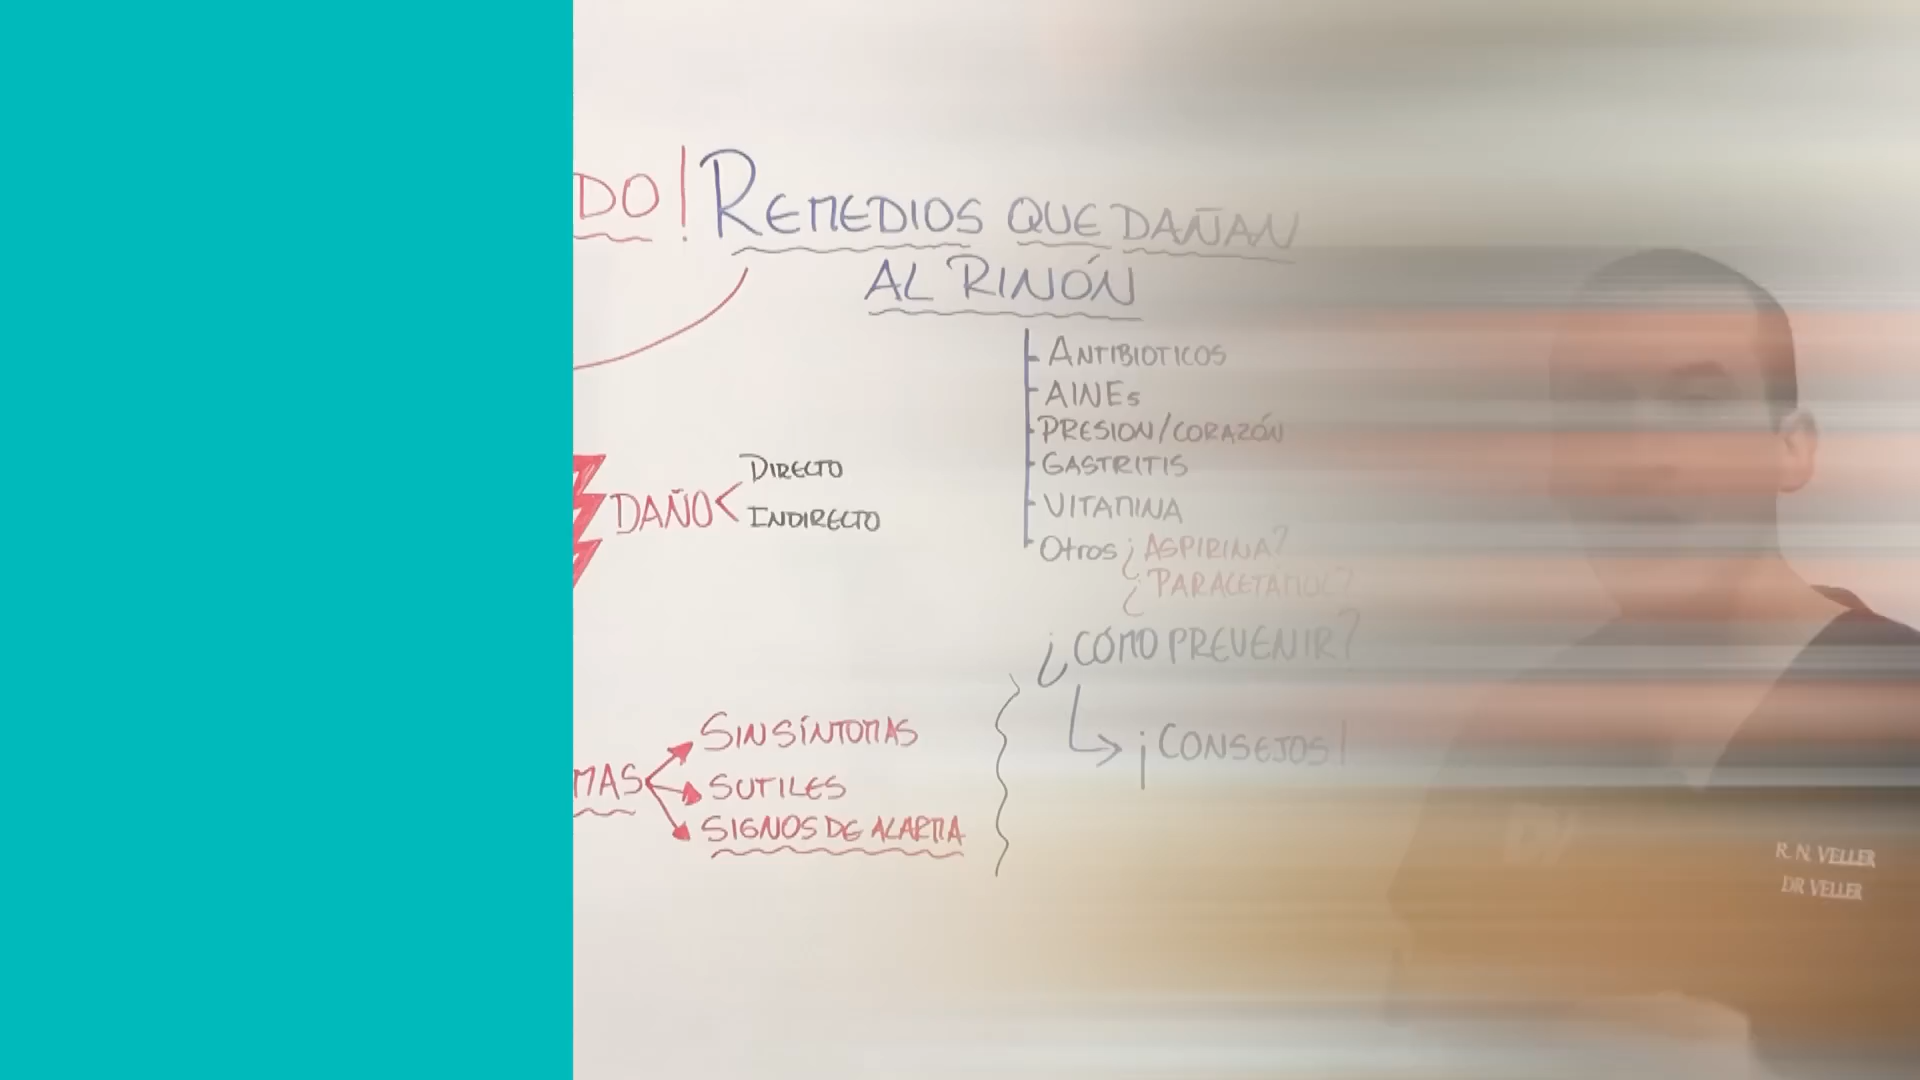 DO! REMEDIOS QUE DAÑAN
AL RIÑÓN
ANTIBIOTICOS
AINEs
PRESION/CORAZÓN
GASTRITIS
VITAMINA
Otros ¿ASPIRINA?
¿PARACETAMOL?
DAÑO
DIRECTO
INDIRECTO
¿CÓMO PREVENIR?
¡CONSEJOS!
MAS
SIN SÍNTOMAS
SUTILES
SIGNOS DE ALARMA
R. N. VELLER
DR VELLER